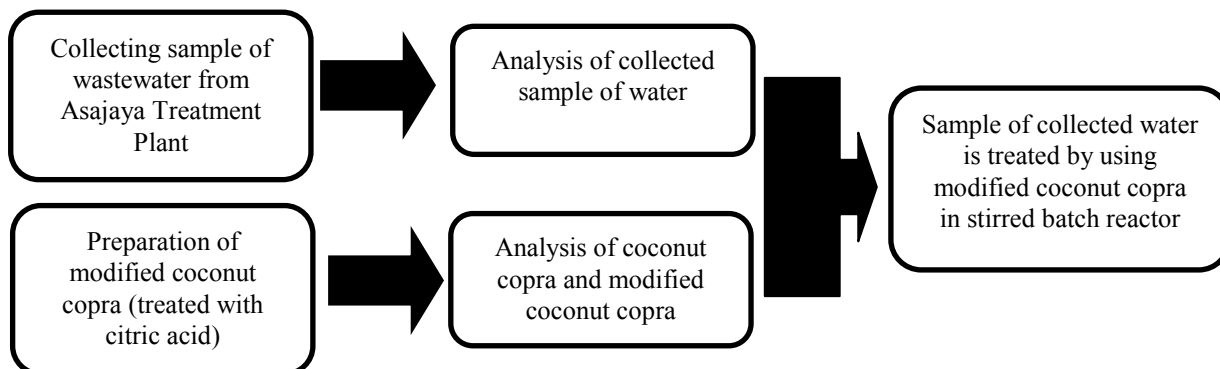 Collecting sample of
wastewater from
Asajaya Treatment
Plant
Analysis of collected
sample of water
Sample of collected water
is treated by using
modified coconut copra
in stirred batch reactor
Preparation of
modified coconut
copra (treated with
citric acid)
Analysis of coconut
copra and modified
coconut copra